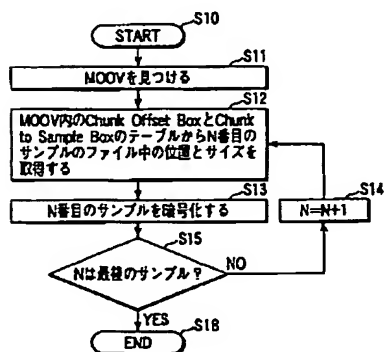 START
S10
S11
MOOVを見つける
S12
MOOV内のChunk Offset BoxとChunk
to Sample BoxのテーブルからN番目の
サンプルのファイル中の位置とサイズを
取得する
S13
N番目のサンプルを暗号化する
S14
N=N+1
S15
Nは最後のサンプル?
NO
YES
S18
END